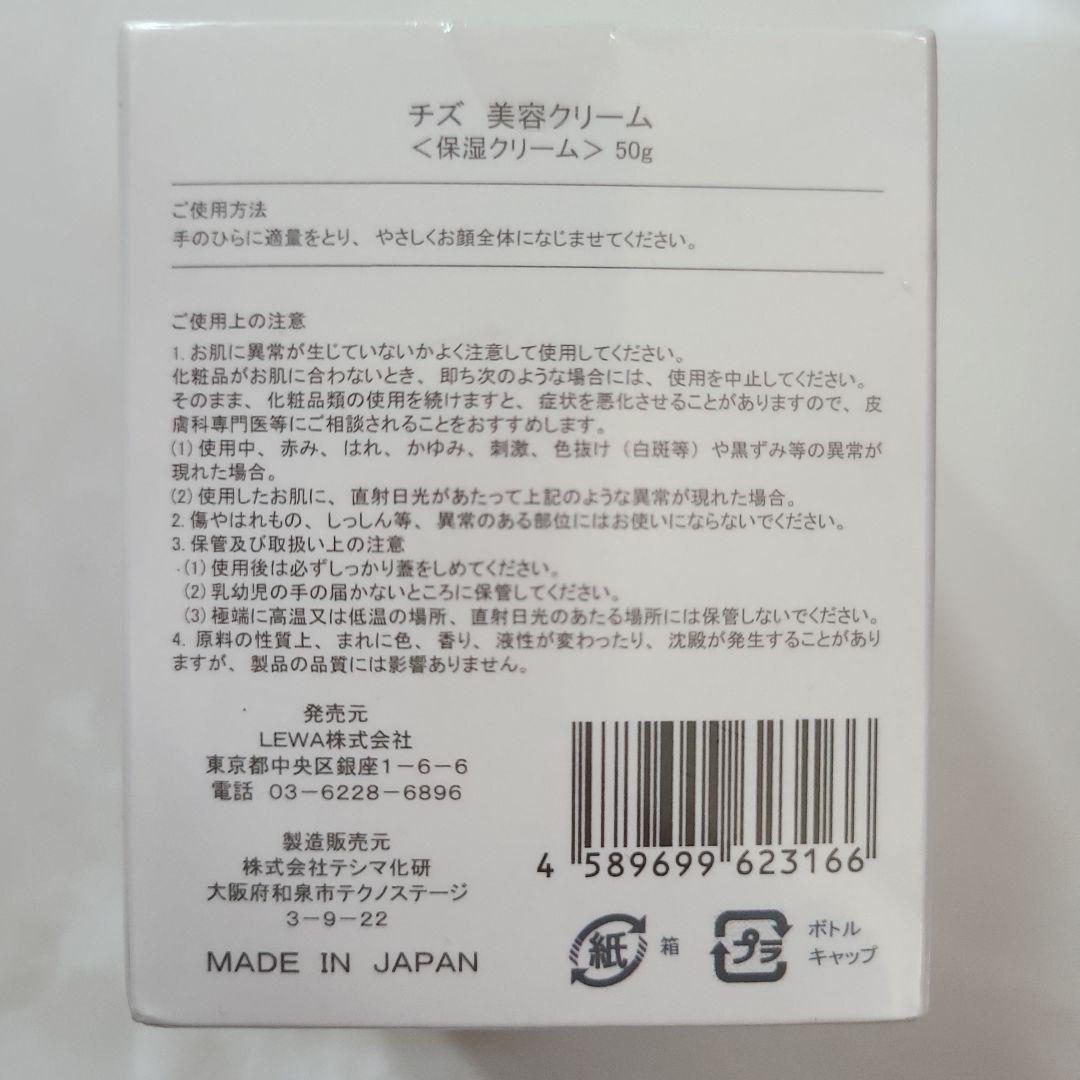 チズ 美容クリーム
＜保湿クリーム＞ 50g
ご使用方法
手のひらに適量をとり、やさしくお顔全体になじませてください。
ご使用上の注意
1. お肌に異常が生じていないかよく注意して使用してください。
化粧品がお肌に合わないとき、即ち次のような場合には、使用を中止してください。
そのまま、化粧品類の使用を続けますと、症状を悪化させることがありますので、皮
膚科専門医等にご相談されることをおすすめします。
(1) 使用中、赤み、はれ、かゆみ、刺激、色抜け（白斑等）や黒ずみ等の異常が
現れた場合。
(2) 使用したお肌に、直射日光があたって上記のような異常が現れた場合。
2. 傷やはれもの、しっしん等、異常のある部位にはお使いにならないでください。
3. 保管及び取扱い上の注意
(1) 使用後は必ずしっかり蓋をしめてください。
(2) 乳幼児の手の届かないところに保管してください。
(3) 極端に高温又は低温の場所、直射日光のあたる場所には保管しないでください。
4. 原料の性質上、まれに色、香り、液性が変わったり、沈殿が発生することがあり
ますが、製品の品質には影響ありません。
発売元
LEWA株式会社
東京都中央区銀座1－6－6
電話 03－6228－6896
製造販売元
株式会社テシマ化研
大阪府和泉市テクノステージ
3－9－22
MADE IN JAPAN
4 589699 623166
紙 箱
プラ ボトル
キャップ